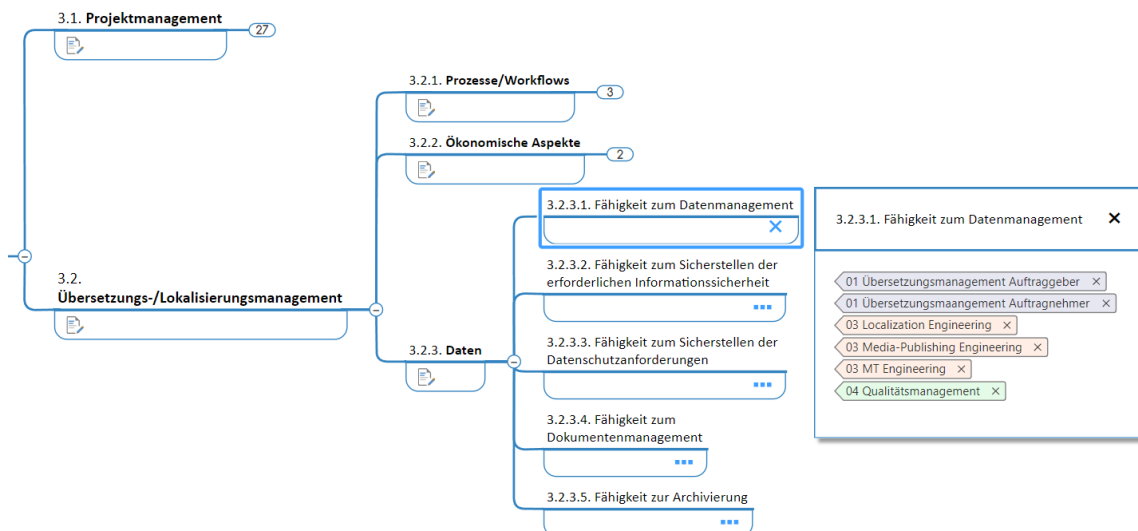 3.1. Projektmanagement
27
3.2.1. Prozesse/Workflows
3
3.2.2. Ökonomische Aspekte
2
3.2.
Übersetzungs-/Lokalisierungsmanagement
3.2.3. Daten
3.2.3.1. Fähigkeit zum Datenmanagement
3.2.3.2. Fähigkeit zum Sicherstellen der
erforderlichen Informationssicherheit
3.2.3.3. Fähigkeit zum Sicherstellen der
Datenschutzanforderungen
3.2.3.4. Fähigkeit zum
Dokumentenmanagement
3.2.3.5. Fähigkeit zur Archivierung
3.2.3.1. Fähigkeit zum Datenmanagement
01 Übersetzungsmanagement Auftraggeber
01 Übersetzungsmaangement Auftragnehmer
03 Localization Engineering
03 Media-Publishing Engineering
03 MT Engineering
04 Qualitätsmanagement